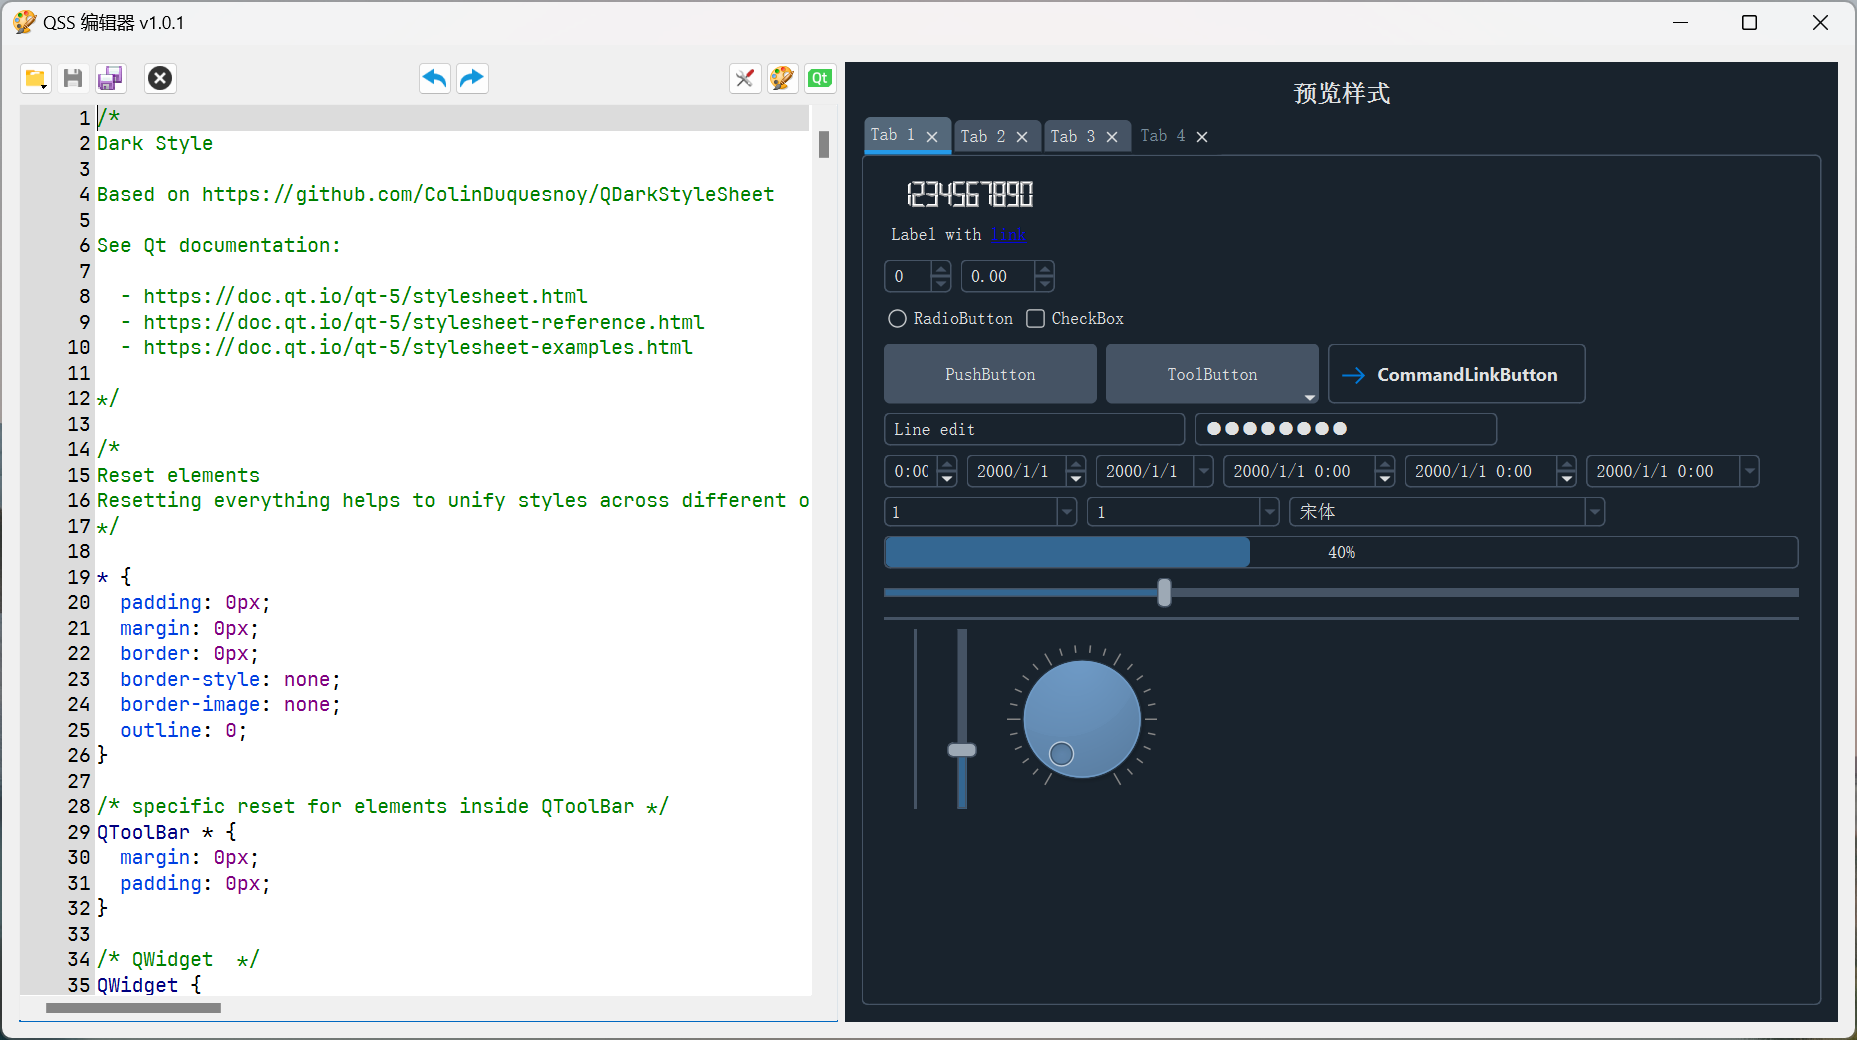 QSS 编辑器 v1.0.1
Qt
1 /*
2 Dark Style
3
4 Based on https://github.com/ColinDuquesnoy/QDarkStyleSheet
5
6 See Qt documentation:
7
8   - https://doc.qt.io/qt-5/stylesheet.html
9   - https://doc.qt.io/qt-5/stylesheet-reference.html
10   - https://doc.qt.io/qt-5/stylesheet-examples.html
11
12 */
13
14 /*
15 Reset elements
16 Resetting everything helps to unify styles across different o
17 */
18
19 * {
20   padding: 0px;
21   margin: 0px;
22   border: 0px;
23   border-style: none;
24   border-image: none;
25   outline: 0;
26 }
27
28 /* specific reset for elements inside QToolBar */
29 QToolBar * {
30   margin: 0px;
31   padding: 0px;
32 }
33
34 /* QWidget  */
35 QWidget {
预览样式
Tab 1 Tab 2 Tab 3 Tab 4
1234567890
Label with link
0 0.00
RadioButton CheckBox
PushButton ToolButton CommandLinkButton
Line edit ●●●●●●●●
0:00 2000/1/1 2000/1/1 2000/1/1 0:00 2000/1/1 0:00 2000/1/1 0:00
1 1 宋体
40%